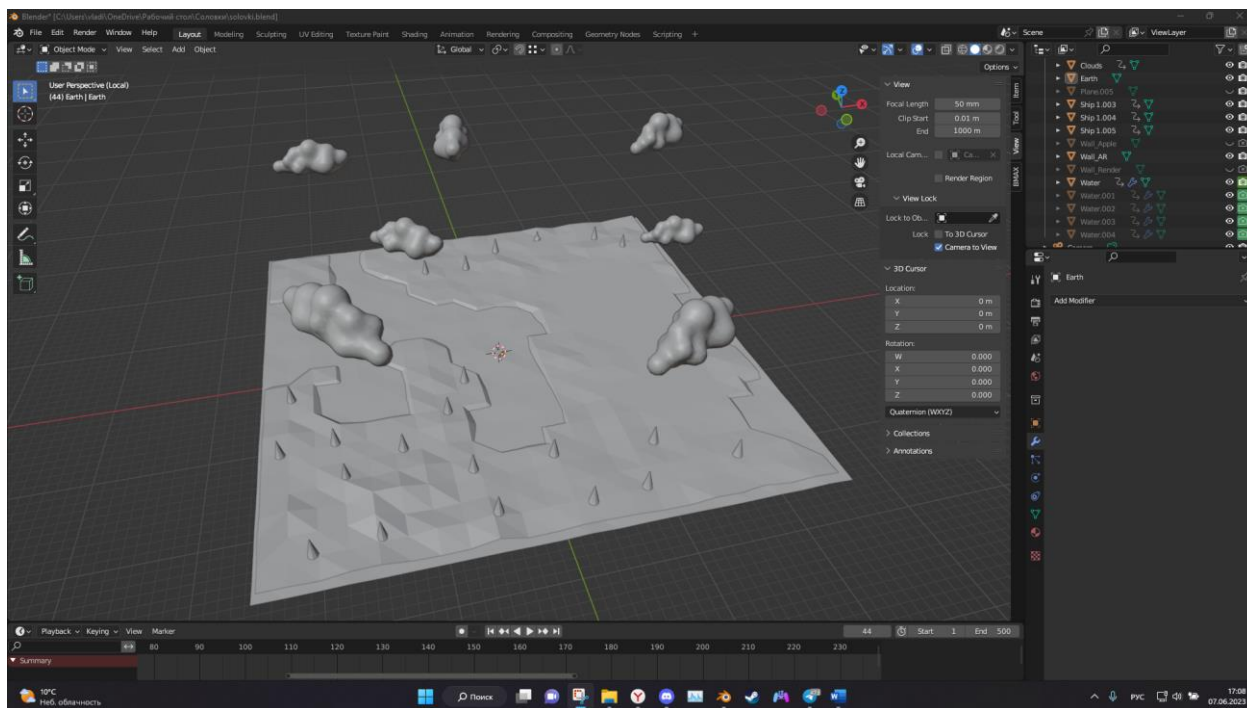 Blender* [C:\Users\vladi\OneDrive\Рабочий стол\Соловки\solovki.blend]
File Edit Render Window Help Layout Modeling Sculpting UV Editing Texture Paint Shading Animation Rendering Compositing Geometry Nodes Scripting + Scene ViewLayer
Object Mode View Select Add Object Global
Options
User Perspective (Local)
(44) Earth | Earth
View
Focal Length 50 mm
Clip Start 0.01 m
End 1000 m
Local Cam... Ca...
Render Region
View Lock
Lock to Ob...
Lock To 3D Cursor
Camera to View
3D Cursor
Location:
X 0 m
Y 0 m
Z 0 m
Rotation:
W 0.000
X 0.000
Y 0.000
Z 0.000
Quaternion (WXYZ)
Collections
Annotations
Item
Tool
View
BMAX
Clouds
Earth
Plane.005
Ship 1.003
Ship 1.004
Ship 1.005
Wall_Apple
Wall_AR
Wall_Render
Water
Water.001
Water.002
Water.003
Water.004
Earth
Add Modifier
Playback Keying View Marker 44 Start 1 End 500
80 90 100 110 120 130 140 150 160 170 180 190 200 210 220 230
Summary
10°C
Неб. облачность
Поиск
РУС
17:08
07.06.2023